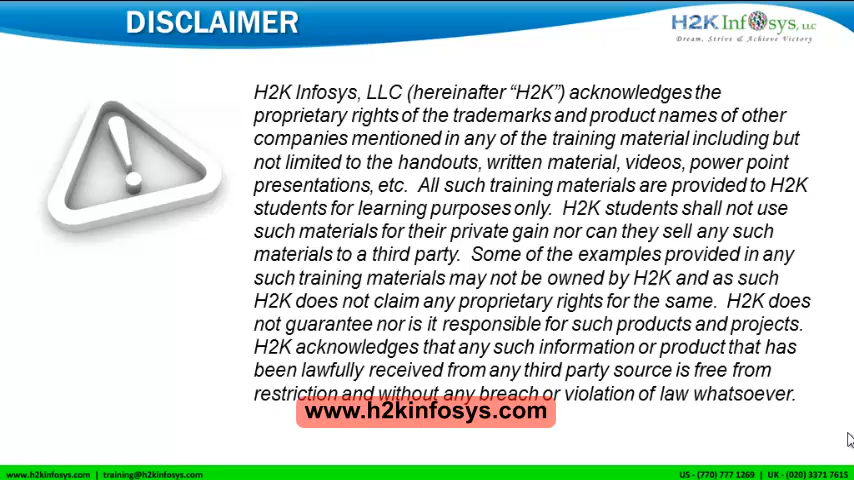 DISCLAIMER
H2K Infosys, LLC
Dream, Strive & Achieve Victory
H2K Infosys, LLC (hereinafter “H2K”) acknowledges the
proprietary rights of the trademarks and product names of other
companies mentioned in any of the training material including but
not limited to the handouts, written material, videos, power point
presentations, etc. All such training materials are provided to H2K
students for learning purposes only. H2K students shall not use
such materials for their private gain nor can they sell any such
materials to a third party. Some of the examples provided in any
such training materials may not be owned by H2K and as such
H2K does not claim any proprietary rights for the same. H2K does
not guarantee nor is it responsible for such products and projects.
H2K acknowledges that any such information or product that has
been lawfully received from any third party source is free from
restriction and without any breach or violation of law whatsoever.
www.h2kinfosys.com
www.h2kinfosys.com | training@h2kinfosys.com
US - (770) 777 1269 | UK - (020) 3371 7615